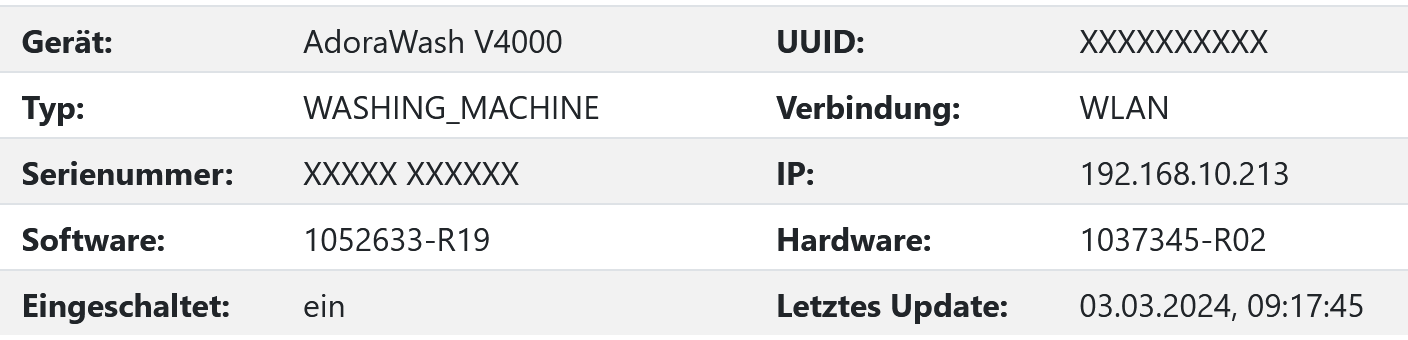 Gerät: AdoraWash V4000 UUID: XXXXXXXXXX
Typ: WASHING_MACHINE Verbindung: WLAN
Serienummer: XXXXX XXXXXX IP: 192.168.10.213
Software: 1052633-R19 Hardware: 1037345-R02
Eingeschaltet: ein Letztes Update: 03.03.2024, 09:17:45